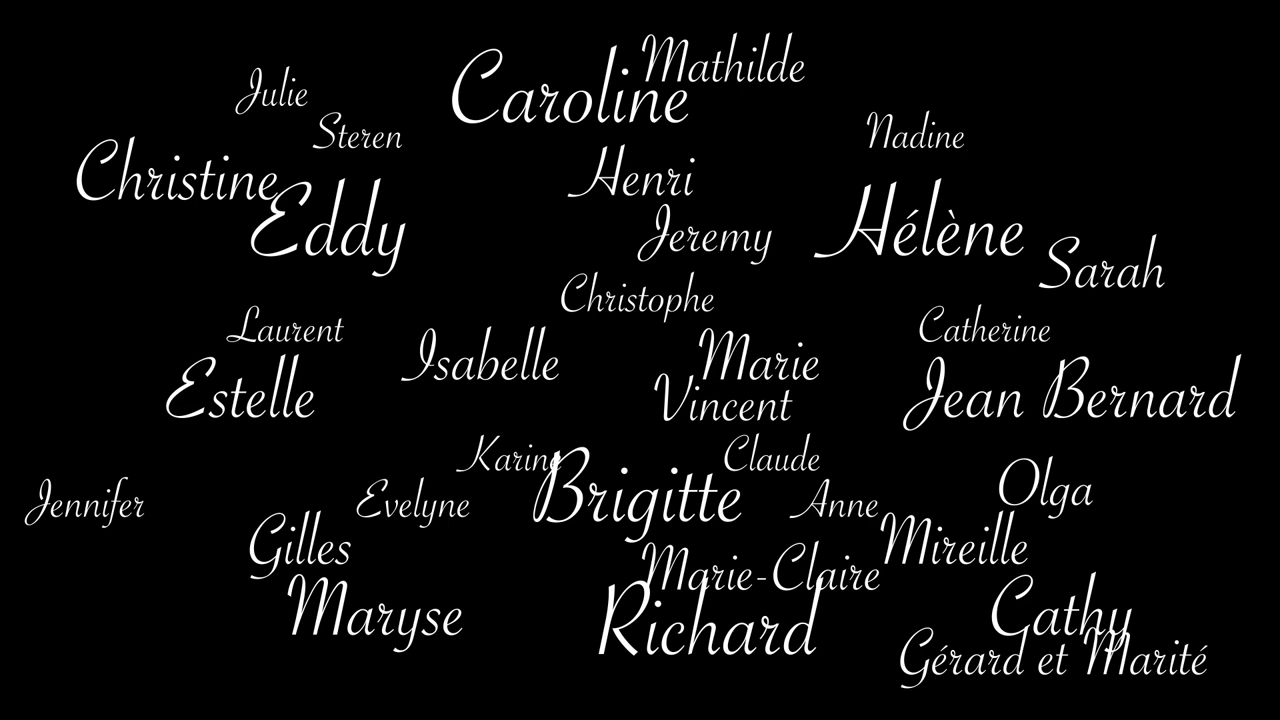 Mathilde
Caroline
Julie
Steren
Nadine
Christine
Henri
Eddy
Jeremy
Hélène
Sarah
Christophe
Laurent
Catherine
Isabelle
Marie
Estelle
Vincent
Jean Bernard
Karine
Claude
Olga
Jennifer
Evelyne
Brigitte
Anne
Gilles
Mireille
Marie-Claire
Maryse
Richard
Cathy
Gérard et Marité